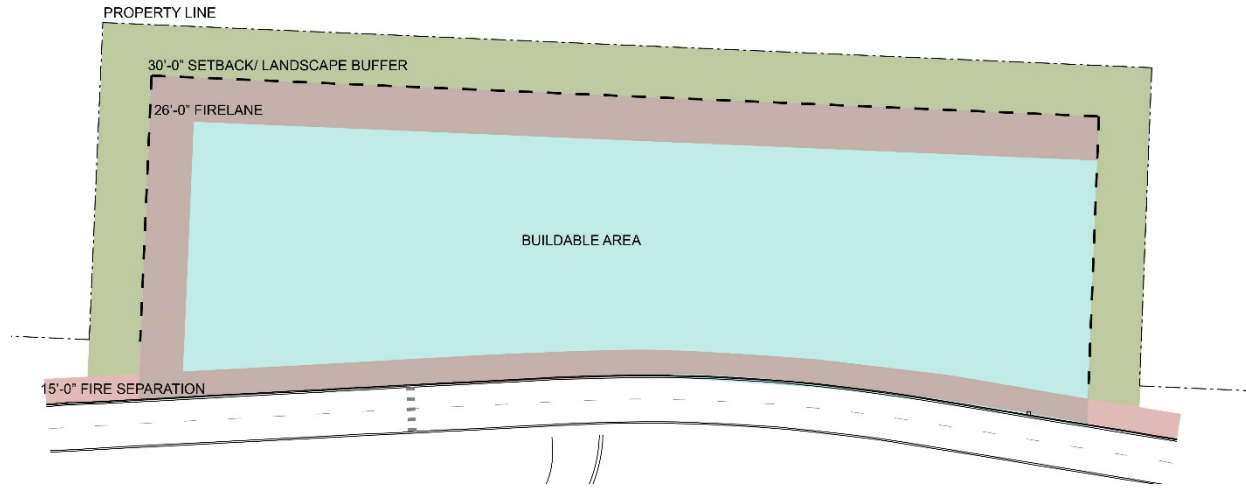 PROPERTY LINE
30’-0” SETBACK/ LANDSCAPE BUFFER
26’-0” FIRELANE
BUILDABLE AREA
15’-0” FIRE SEPARATION